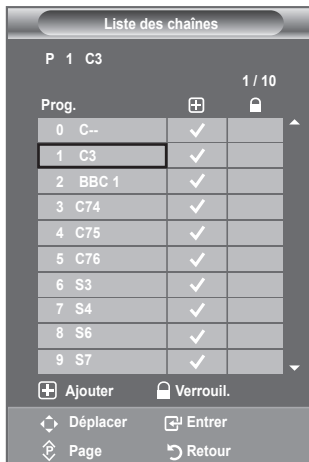 Liste des chaînes
P 1 C3
1 / 10
Prog.
0 C--
1 C3
2 BBC 1
3 C74
4 C75
5 C76
6 S3
7 S4
8 S6
9 S7
Ajouter Verrouil.
Déplacer Entrer
P Page Retour